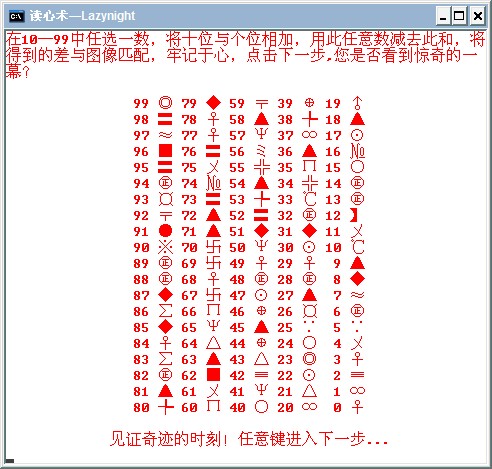 读心术—Lazynight
在10—99中任选一数，将十位与个位相加，用此任意数减去此和，将
得到的差与图像匹配，牢记于心，点击下一步.您是否看到惊奇的一
幕？
99 ◎ 79 ◆ 59 ╤ 39 ⊕ 19 ♂
98 〓 78 ♀ 58 ▲ 38 ┽ 18 ▲
97 ≈ 77 ♀ 57 Ψ 37 ∞ 17 ⊙
96 ■ 76 〓 56 ミ 36 ▲ 16 №
95 〓 75 〤 55 ╬ 35 ∏ 15 ○
94 ㊣ 74 № 54 ▲ 34 ╬ 14 ㊣
93 ¤ 73 〓 53 ┽ 33 ℃ 13 ㊣
92 ╤ 72 ▲ 52 〓 32 ㊣ 12 】
91 ● 71 ▲ 51 ◆ 31 ◆ 11 〤
90 ※ 70 卐 50 Ψ 30 ⊙ 10 ℃
89 ㊣ 69 卐 49 ♀ 29 ♀ 9 ▲
88 ㊣ 68 ♀ 48 ㊣ 28 ㊣ 8 ◆
87 ◆ 67 卐 47 ⊙ 27 ▲ 7 ≈
86 ∑ 66 ∏ 46 ⊕ 26 ¤ 6 ㊣
85 ◆ 65 Ψ 45 ▲ 25 ∵ 5 ∵
84 ♀ 64 △ 44 ⊕ 24 ○ 4 〤
83 ∑ 63 ▲ 43 △ 23 ◎ 3 ♀
82 ㊣ 62 ■ 42 ≡ 22 ⊙ 2 ≡
81 ▲ 61 〤 41 Ψ 21 △ 1 ∞
80 ┽ 60 ∏ 40 ○ 20 ∞ 0 ♀
见证奇迹的时刻！任意键进入下一步...